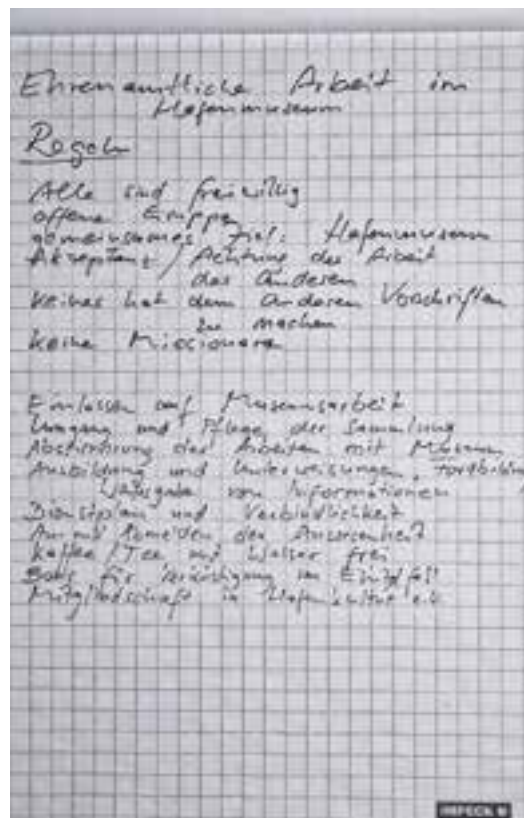 Ehrenamtliche Arbeit im
Hafenmuseum
Regeln
Alle sind freiwillig
offene Gruppe
gemeinsames Ziel: Hafenmuseum
Akzeptanz / Achtung der Arbeit
des anderen
Keiner hat dem anderen Vorschriften
zu machen
Keine Missionare
Einlassen auf Museumsarbeit
Umgang und Pflege der Sammlung
Abstimmung der Arbeiten mit Museum
Ausbildung und Unterweisungen, Fortbildung
Weitergabe von Informationen
Dienstplan und Verbindlichkeit
An und Abmelden der Anwesenheit
Kaffee / Tee und Wasser frei
für Verköstigung im
Mitgliedschaft in Hafenkultur e.V.